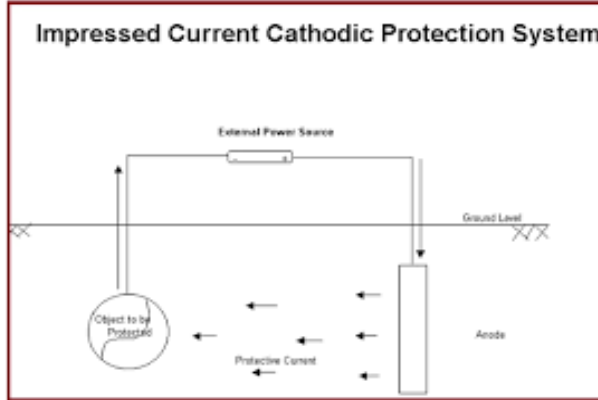 Impressed Current Cathodic Protection System
External Power Source
- +
Ground Level
Object to be
Protected
Protective Current
Anode